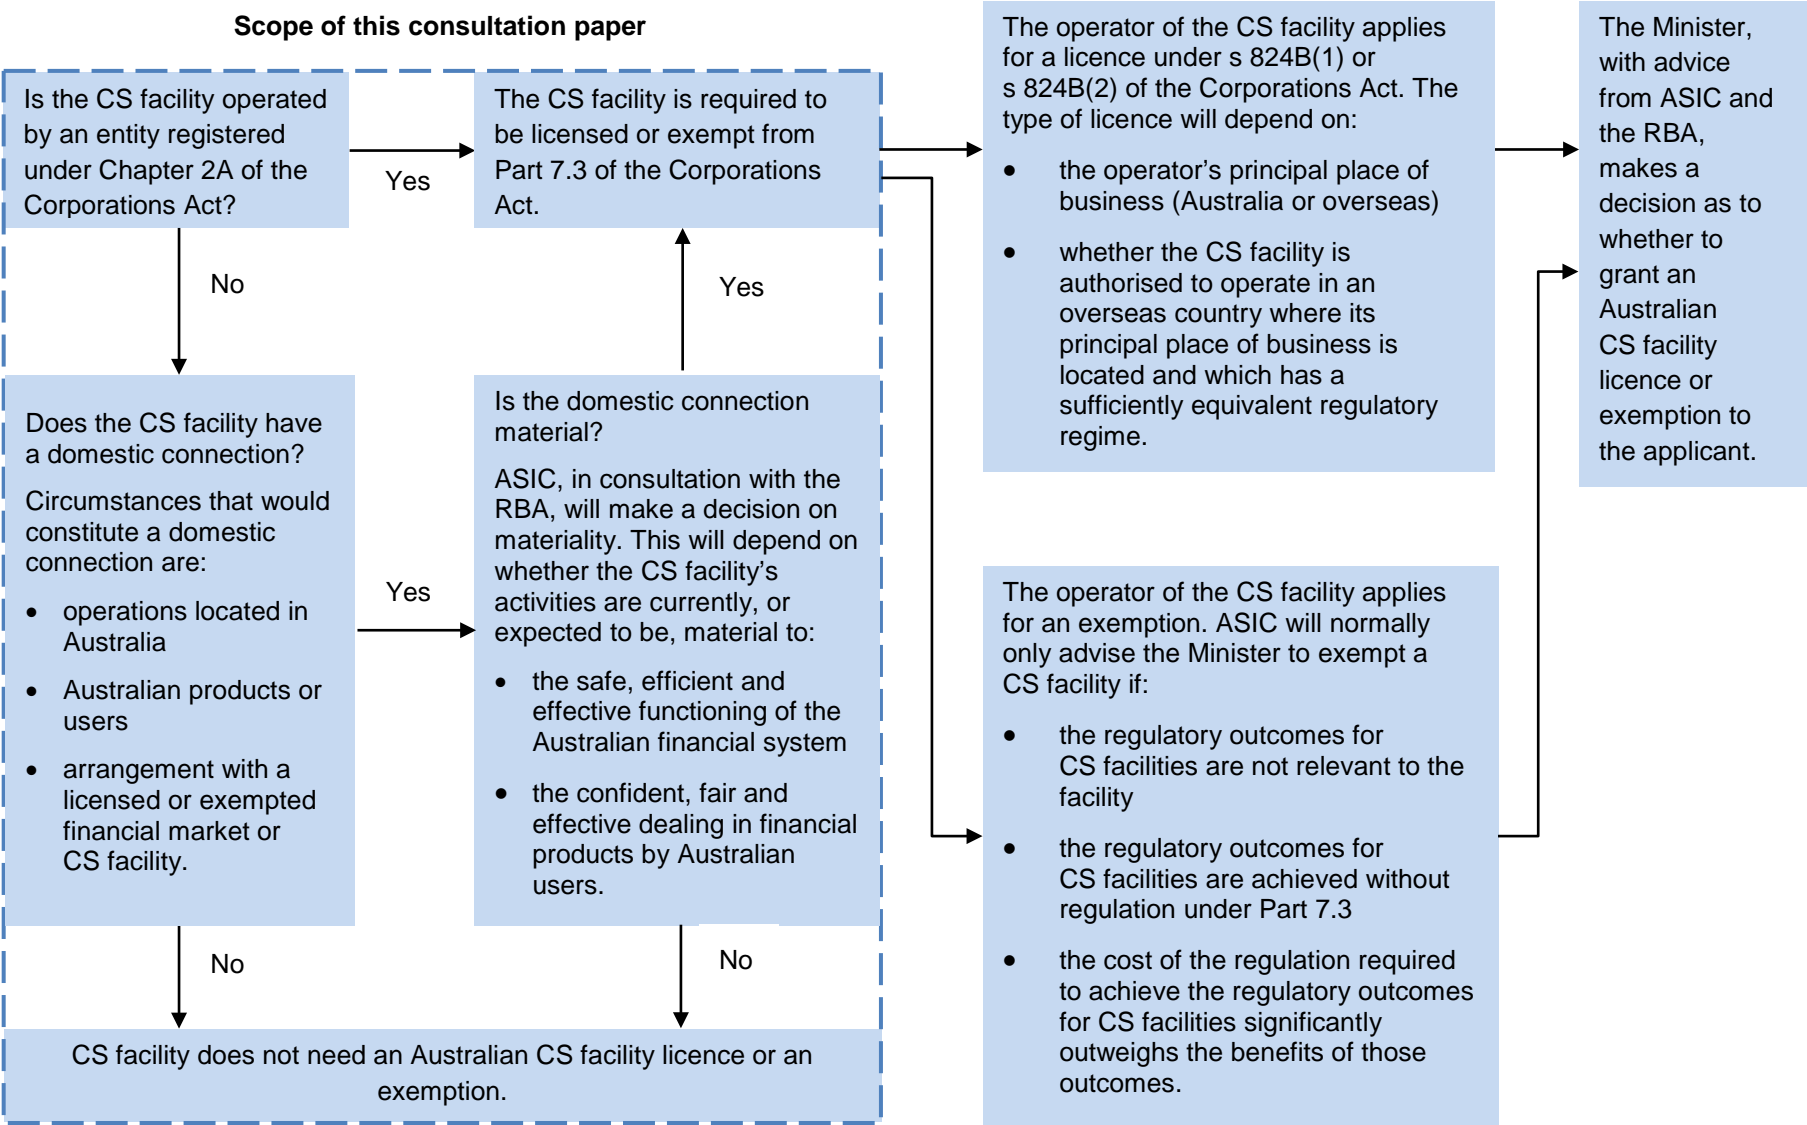 Scope of this consultation paper
Is the CS facility operated
by an entity registered
under Chapter 2A of the
Corporations Act?
Yes
The CS facility is required to
be licensed or exempt from
Part 7.3 of the Corporations
Act.
No
Yes
Does the CS facility have
a domestic connection?
Circumstances that would
constitute a domestic
connection are:
• operations located in
Australia
• Australian products or
users
• arrangement with a
licensed or exempted
financial market or
CS facility.
Yes
Is the domestic connection
material?
ASIC, in consultation with the
RBA, will make a decision on
materiality. This will depend on
whether the CS facility’s
activities are currently, or
expected to be, material to:
• the safe, efficient and
effective functioning of the
Australian financial system
• the confident, fair and
effective dealing in financial
products by Australian
users.
No
No
CS facility does not need an Australian CS facility licence or an
exemption.
The operator of the CS facility applies
for a licence under s 824B(1) or
s 824B(2) of the Corporations Act. The
type of licence will depend on:
• the operator’s principal place of
business (Australia or overseas)
• whether the CS facility is
authorised to operate in an
overseas country where its
principal place of business is
located and which has a
sufficiently equivalent regulatory
regime.
The operator of the CS facility applies
for an exemption. ASIC will normally
only advise the Minister to exempt a
CS facility if:
• the regulatory outcomes for
CS facilities are not relevant to the
facility
• the regulatory outcomes for
CS facilities are achieved without
regulation under Part 7.3
• the cost of the regulation required
to achieve the regulatory outcomes
for CS facilities significantly
outweighs the benefits of those
outcomes.
The Minister,
with advice
from ASIC and
the RBA,
makes a
decision as to
whether to
grant an
Australian
CS facility
licence or
exemption to
the applicant.